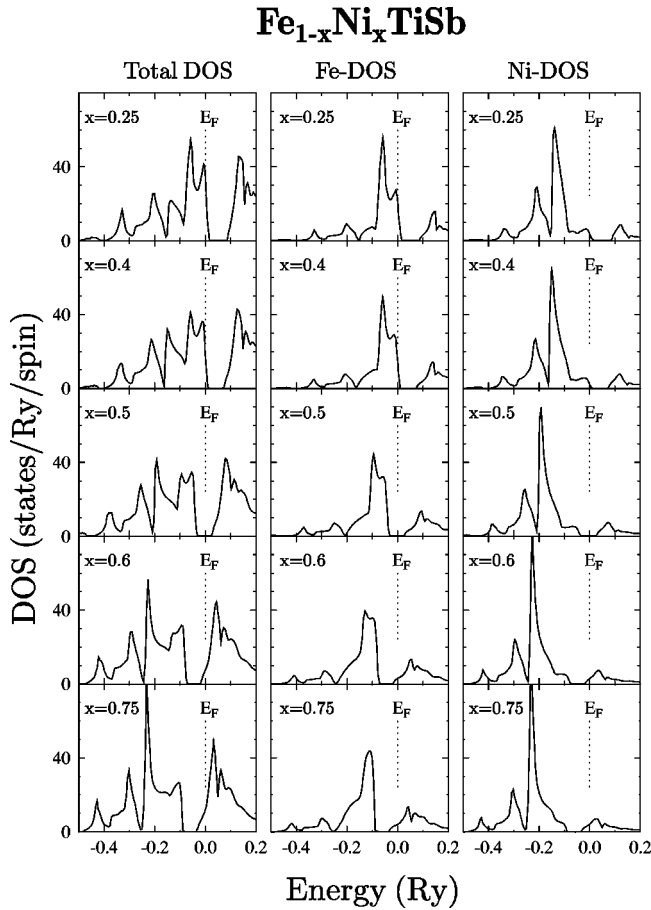 Fe1-xNixTiSb
Total DOS Fe-DOS Ni-DOS
x=0.25 EF x=0.25 EF x=0.25 EF
40
0
x=0.4 EF x=0.4 EF x=0.4 EF
40
0
x=0.5 EF x=0.5 EF x=0.5 EF
40
0
x=0.6 EF x=0.6 EF x=0.6 EF
40
0
x=0.75 EF x=0.75 EF x=0.75 EF
40
0
-0.4 -0.2 0.0 0.2 -0.4 -0.2 0.0 0.2 -0.4 -0.2 0.0 0.2
DOS (states/Ry/spin)
Energy (Ry)